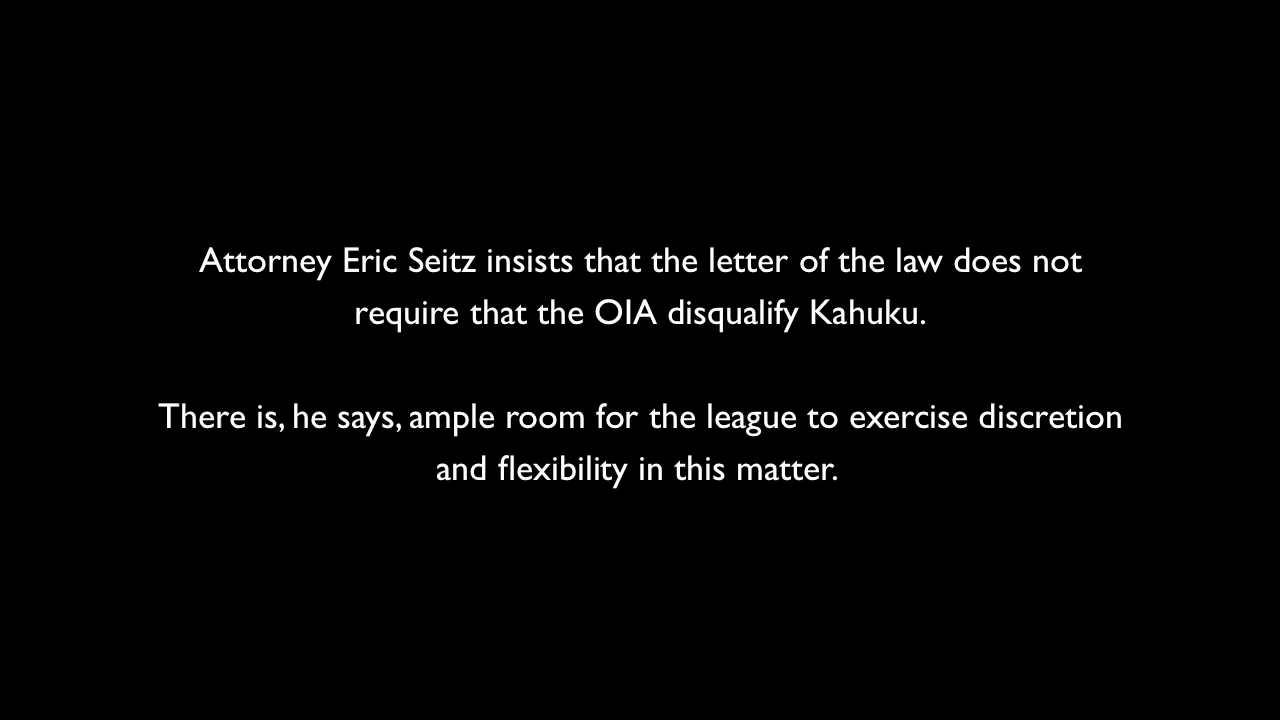 Attorney Eric Seitz insists that the letter of the law does not
require that the OIA disqualify Kahuku.
There is, he says, ample room for the league to exercise discretion
and flexibility in this matter.